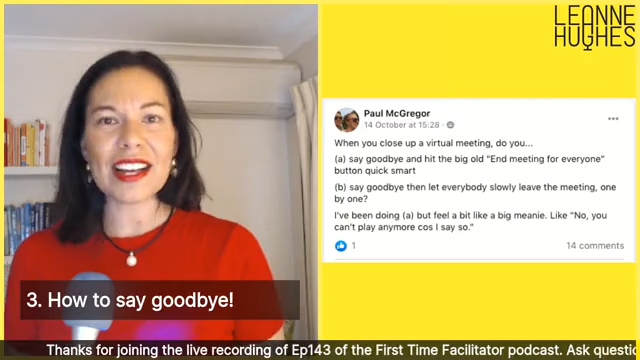 LEANNE
HUGHES
Paul McGregor
14 October at 15:28
When you close up a virtual meeting, do you...
(a) say goodbye and hit the big old "End meeting for everyone"
button quick smart
(b) say goodbye then let everybody slowly leave the meeting, one
by one?
I've been doing (a) but feel a bit like a big meanie. Like "No, you
can't play anymore cos I say so."
1
14 comments
3. How to say goodbye!
Thanks for joining the live recording of Ep143 of the First Time Facilitator podcast. Ask questio